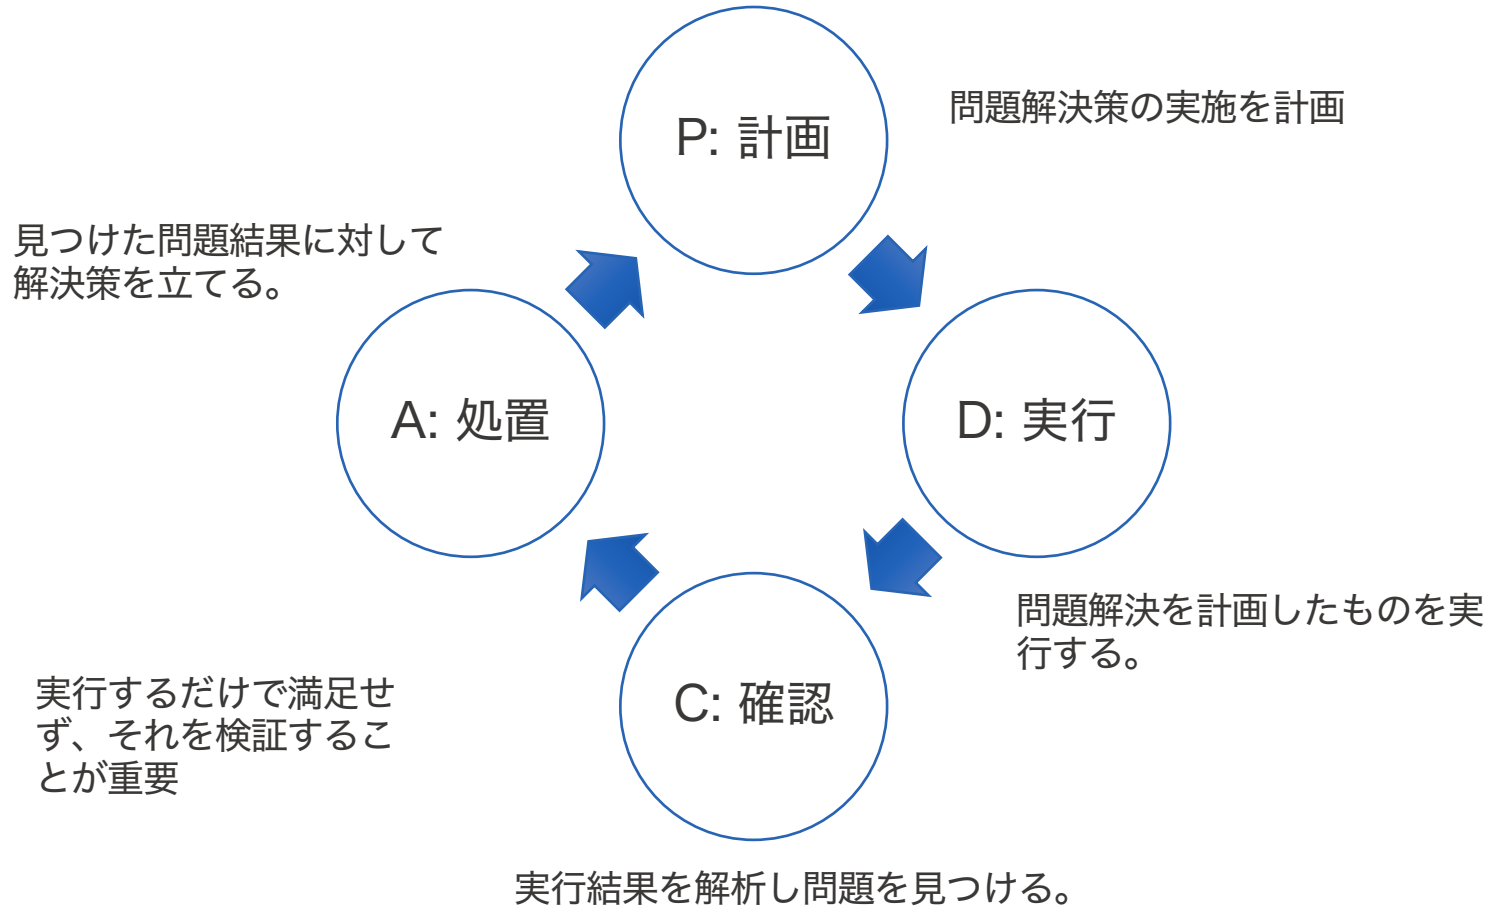 P: 計画
問題解決策の実施を計画
見つけた問題結果に対して
解決策を立てる。
A: 処置
D: 実行
問題解決を計画したものを実
行する。
実行するだけで満足せ
ず、それを検証するこ
とが重要
C: 確認
実行結果を解析し問題を見つける。